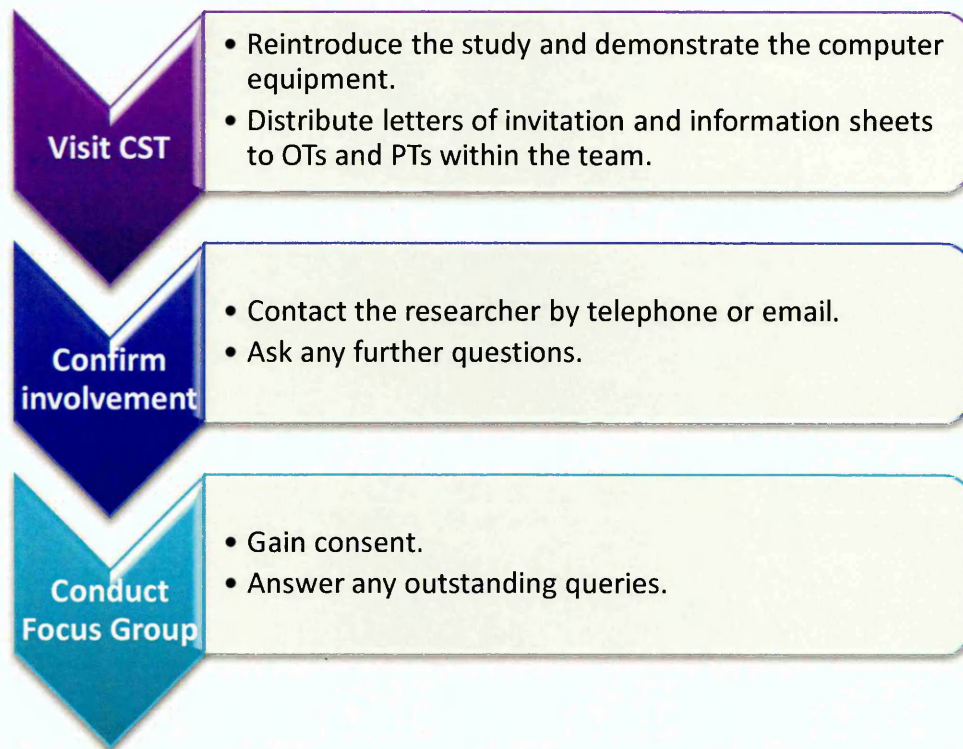 Visit CST
• Reintroduce the study and demonstrate the computer
equipment.
• Distribute letters of invitation and information sheets
to OTs and PTs within the team.
Confirm
involvement
• Contact the researcher by telephone or email.
• Ask any further questions.
Conduct
Focus Group
• Gain consent.
• Answer any outstanding queries.